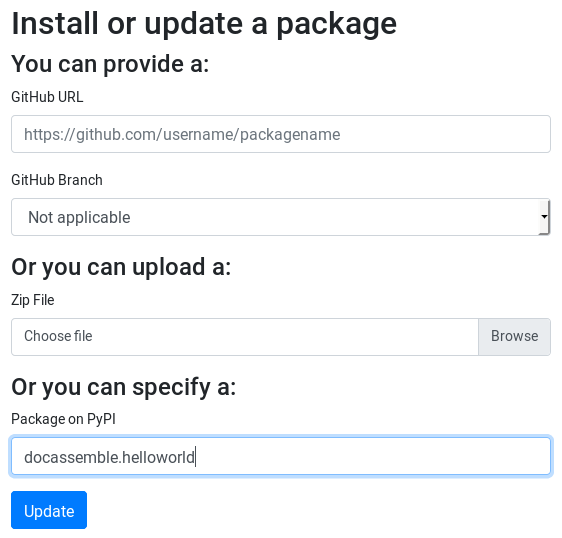 Install or update a package
You can provide a:
GitHub URL
https://github.com/username/packagename
GitHub Branch
Not applicable
Or you can upload a:
Zip File
Choose file Browse
Or you can specify a:
Package on PyPI
docassemble.helloworld
Update